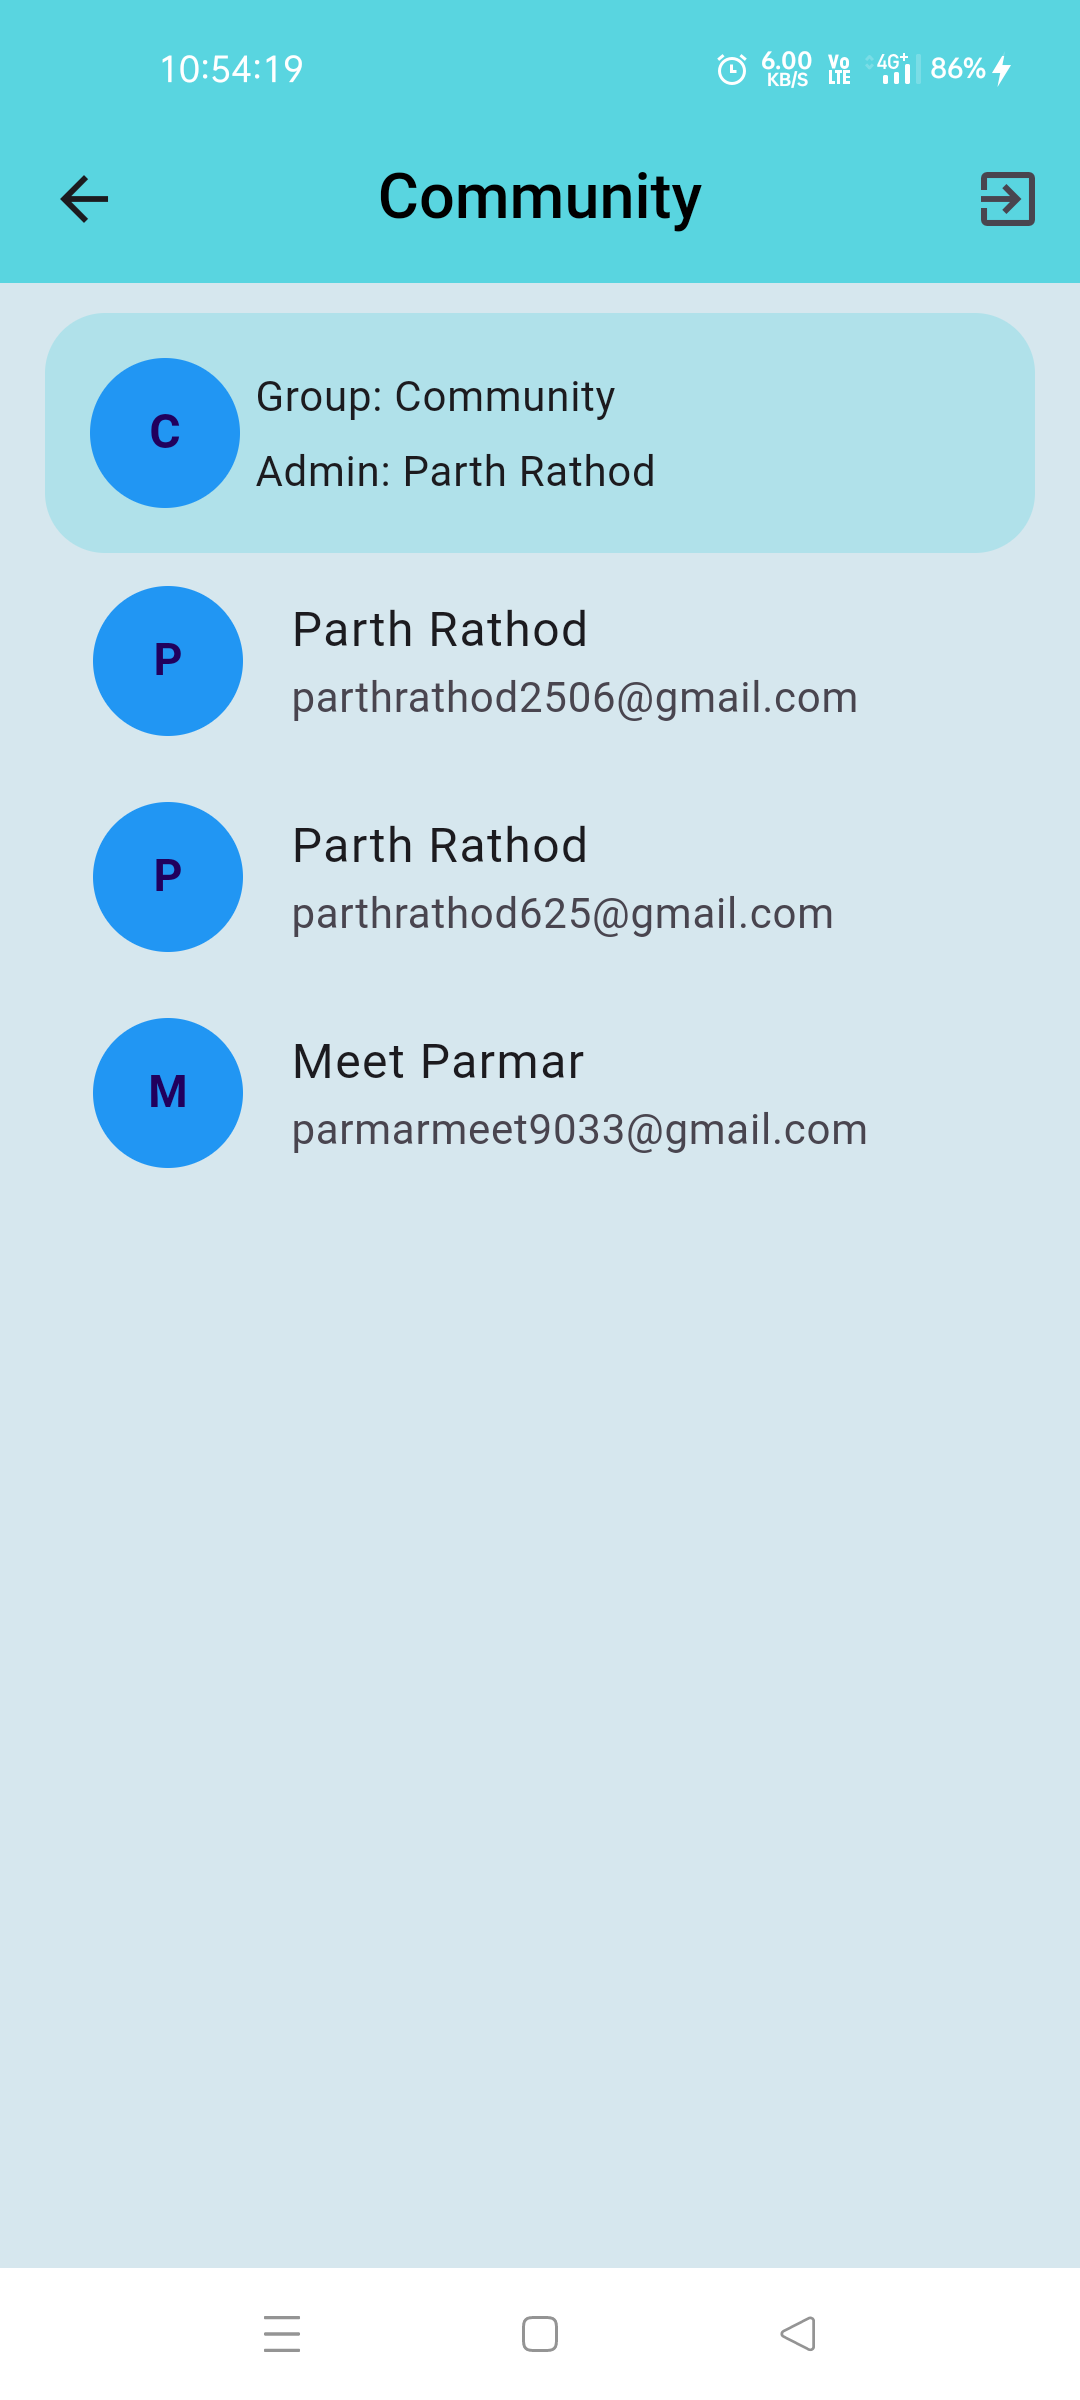 10:54:19
6.00 KB/S Vo LTE 4G+ 86%
Community
C
Group: Community
Admin: Parth Rathod
P
Parth Rathod
parthrathod2506@gmail.com
P
Parth Rathod
parthrathod625@gmail.com
M
Meet Parmar
parmarmeet9033@gmail.com